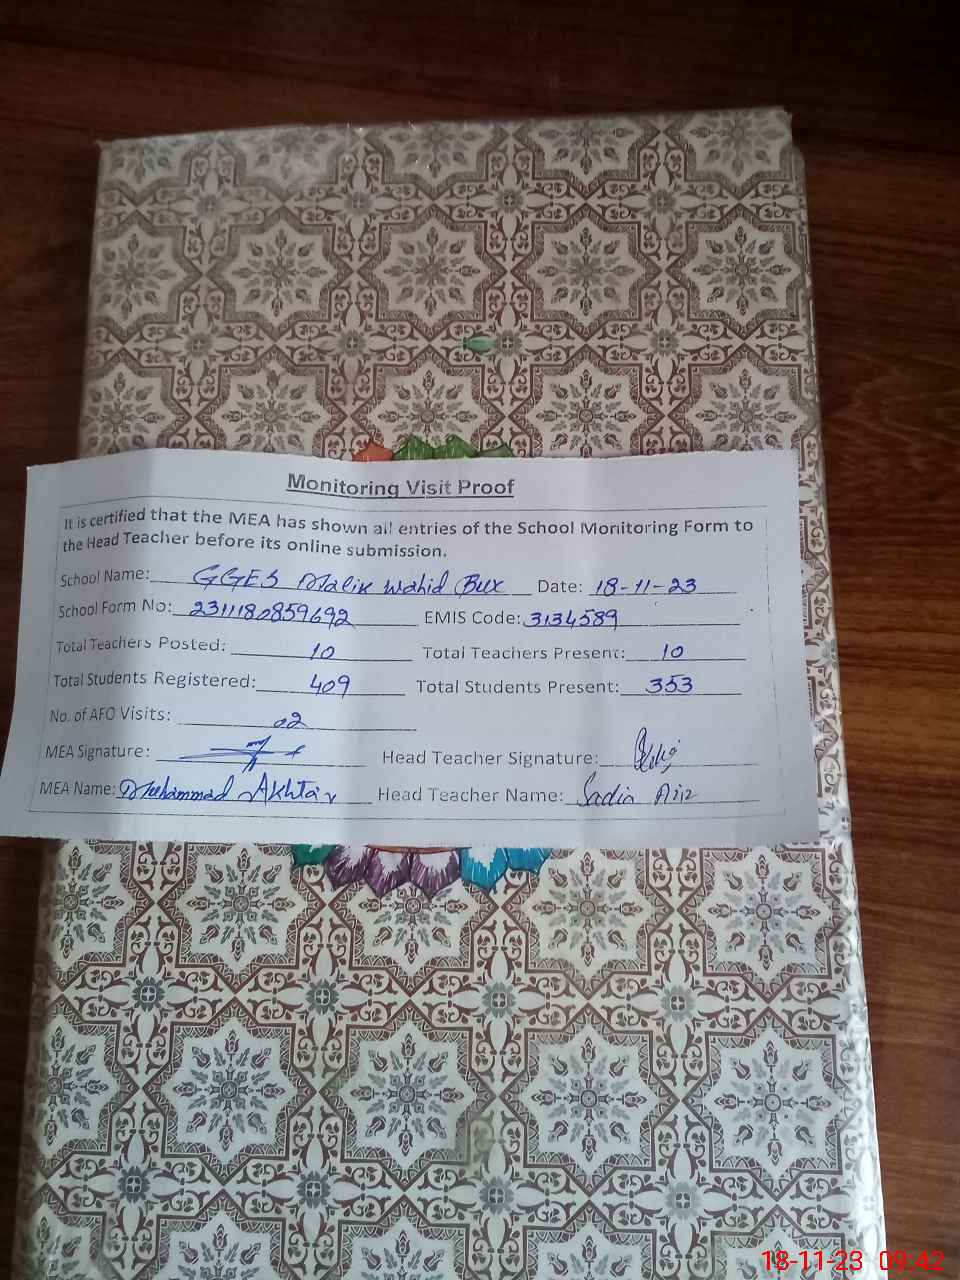 Monitoring Visit Proof
It is certified that the MEA has shown all entries of the School Monitoring Form to
the Head Teacher before its online submission.
School Name: GGES Malik Wahid Bux Date: 18-11-23
School Form No: 2311180859692 EMIS Code: 3134589
Total Teachers Posted: 10 Total Teachers Present: 10
Total Students Registered: 409 Total Students Present: 353
No. of AFO Visits: 02
MEA Signature: Head Teacher Signature:
MEA Name: Muhammad Akhtar Head Teacher Name: Sadia Aziz
18-11-23 09:42